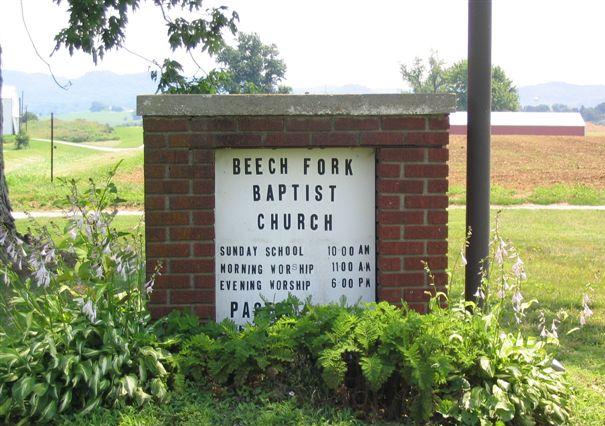 BEECH FORK
BAPTIST
CHURCH
SUNDAY SCHOOL 10:00 AM
MORNING WORSHIP 11:00 AM
EVENING WORSHIP 6:00 PM